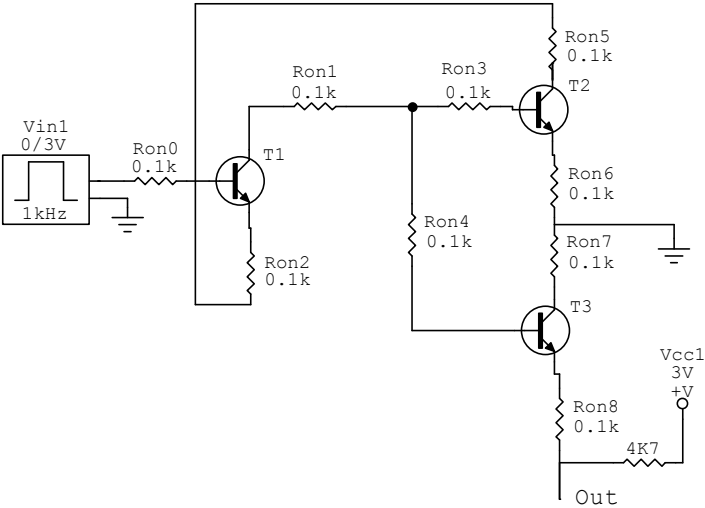 Vin1
0/3V
1kHz
Ron0
0.1k
T1
Ron1
0.1k
Ron2
0.1k
Ron3
0.1k
Ron4
0.1k
Ron5
0.1k
T2
Ron6
0.1k
Ron7
0.1k
T3
Ron8
0.1k
Vcc1
3V
+V
4K7
Out